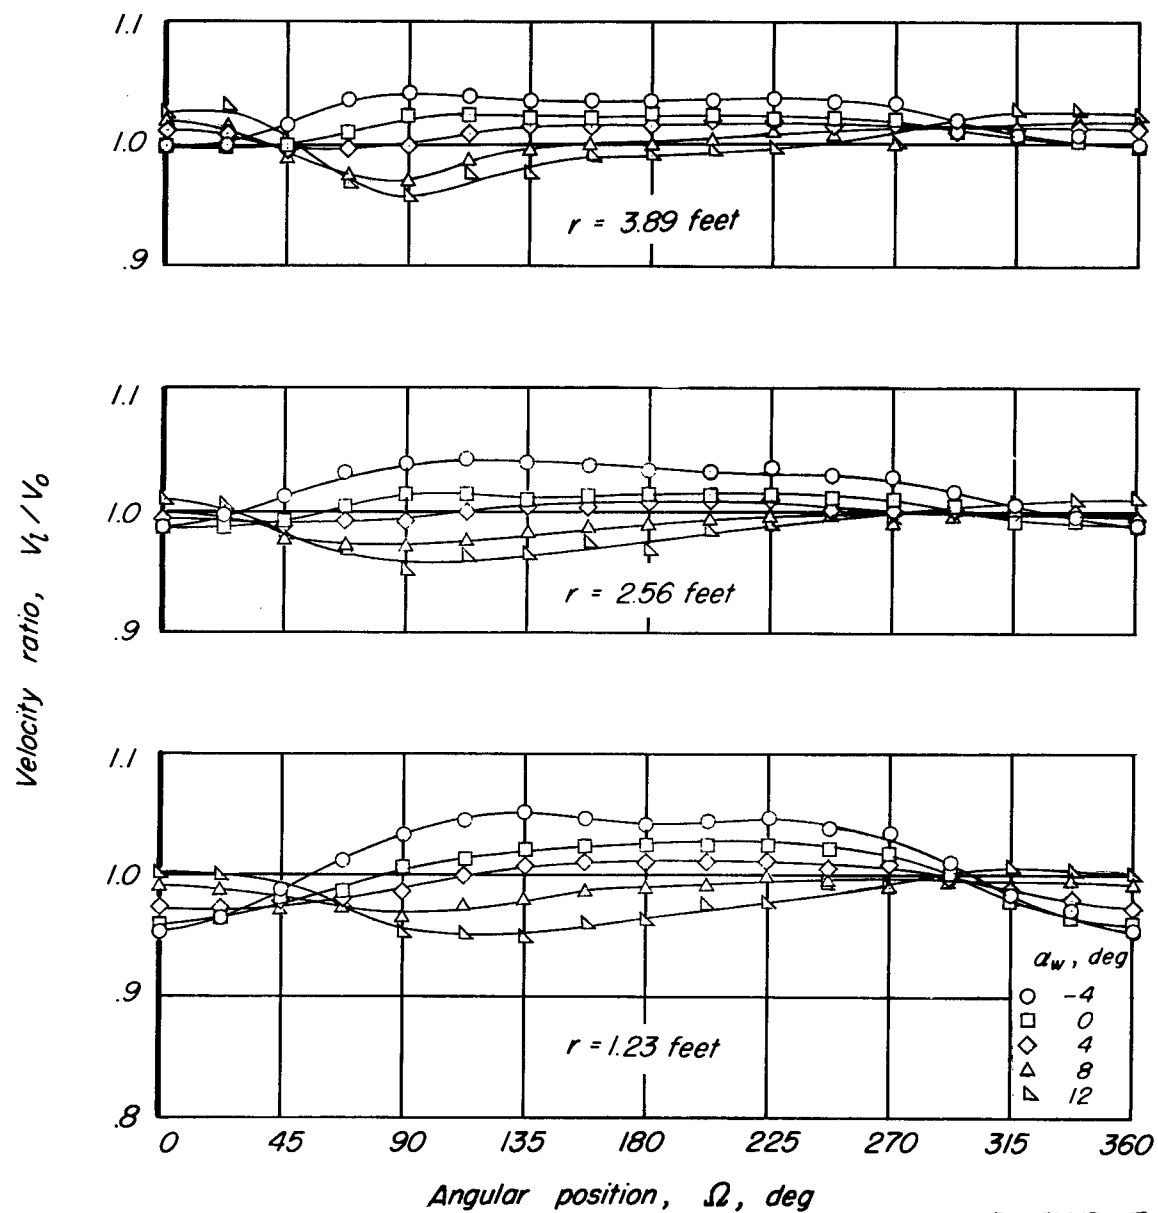 1.1
1.0
.9
r = 3.89 feet
1.1
1.0
.9
r = 2.56 feet
Velocity ratio, Vl/Vo
1.1
1.0
.9
.8
r = 1.23 feet
αw, deg
-4
0
4
8
12
0 45 90 135 180 225 270 315 360
Angular position, Ω, deg